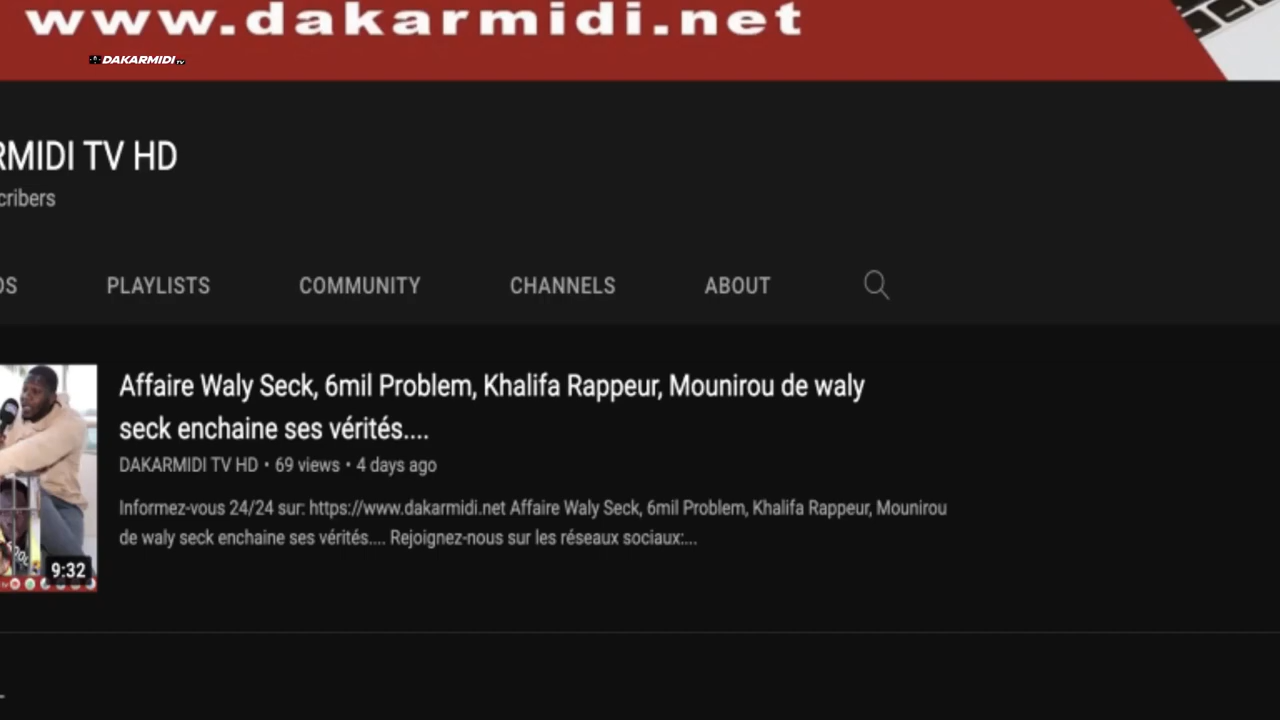 www.dakarmidi.net
DAKARMIDI TV
RMIDI TV HD
cribers
OS PLAYLISTS COMMUNITY CHANNELS ABOUT
Affaire Waly Seck, 6mil Problem, Khalifa Rappeur, Mounirou de waly
seck enchaine ses vérités....
DAKARMIDI TV HD • 69 views • 4 days ago
Informez-vous 24/24 sur: https://www.dakarmidi.net Affaire Waly Seck, 6mil Problem, Khalifa Rappeur, Mounirou
de waly seck enchaine ses vérités.... Rejoignez-nous sur les réseaux sociaux:...
9:32